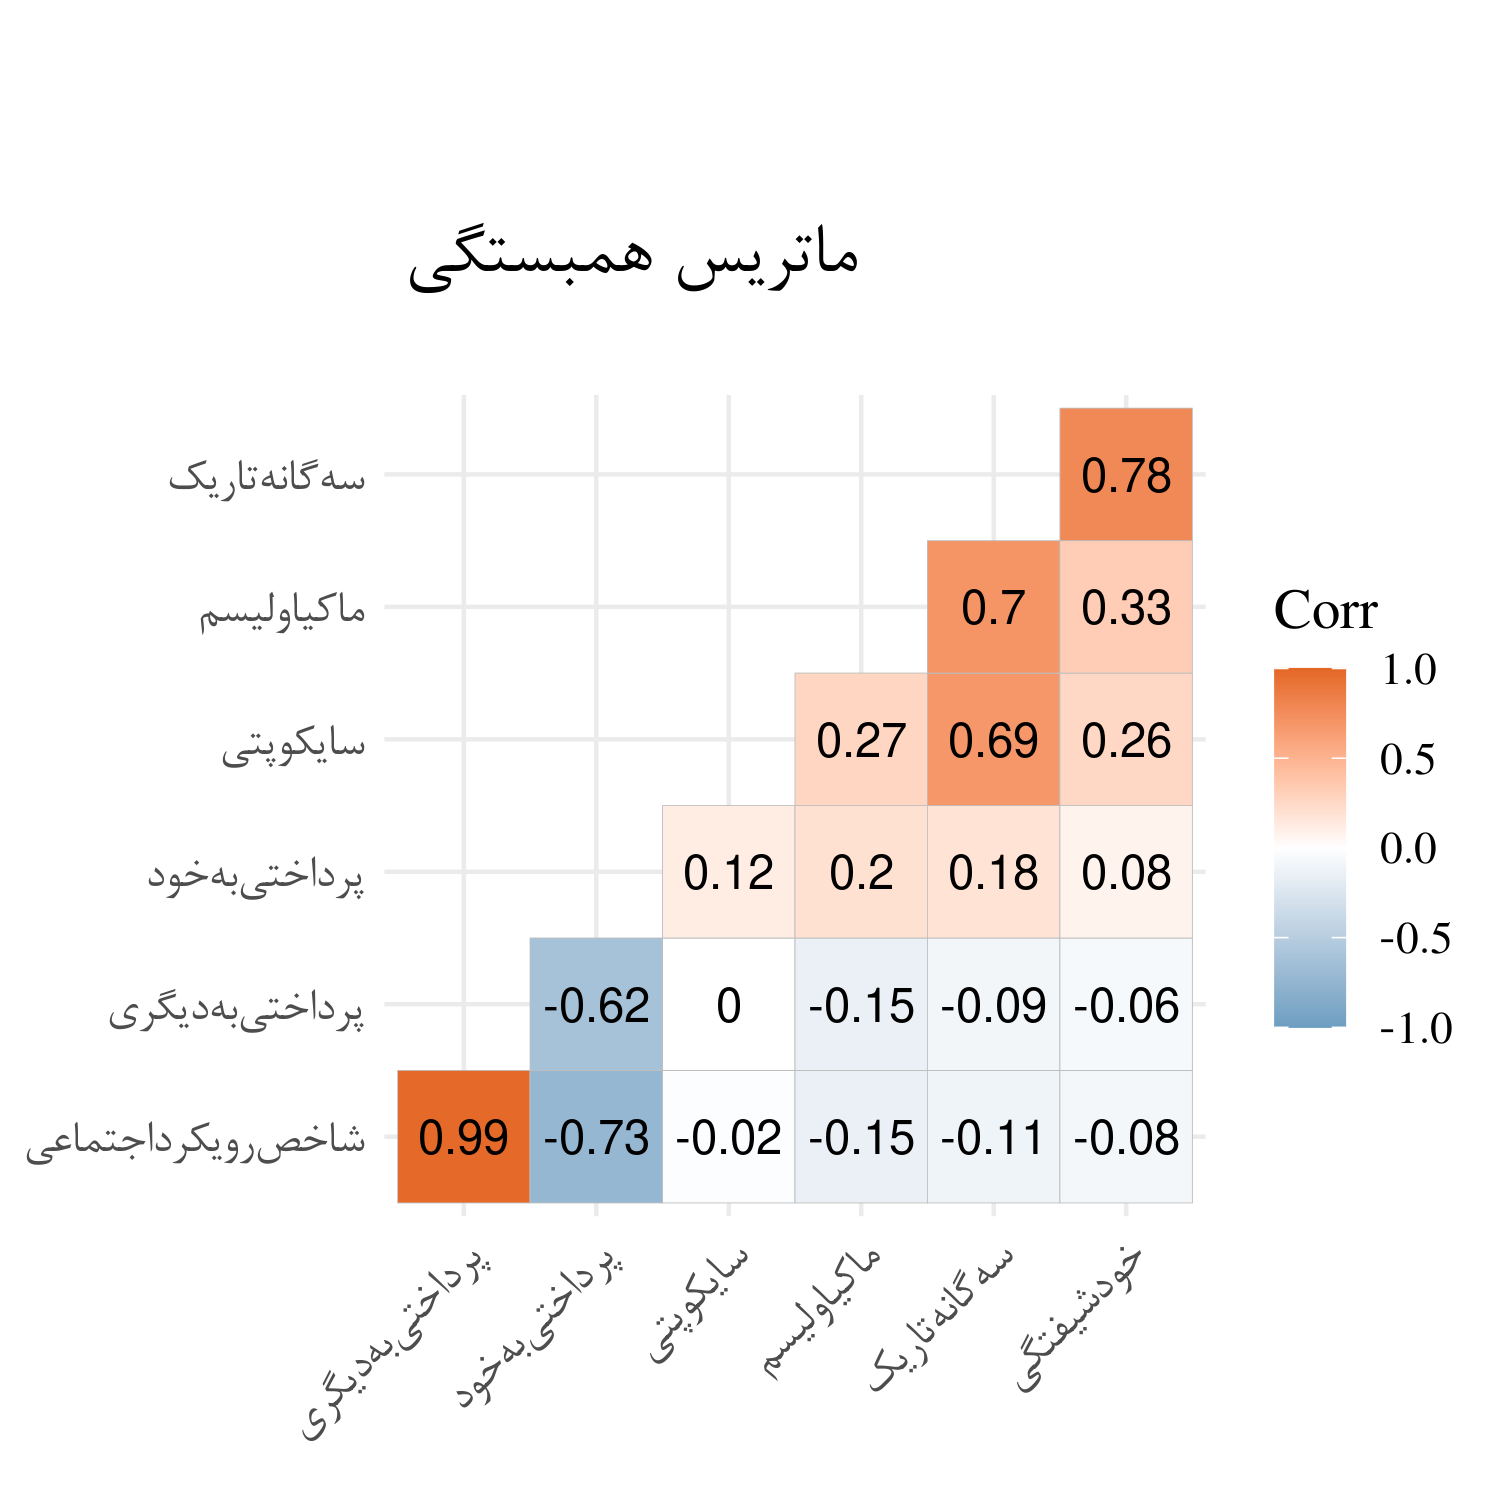 ماتریس همبستگی
سه‌گانه‌تاریک
0.78
ماکیاولیسم
0.7 0.33
سایکوپتی
0.27 0.69 0.26
پرداختی‌به‌خود
0.12 0.2 0.18 0.08
پرداختی‌به‌دیگری
-0.62 0 -0.15 -0.09 -0.06
شاخص‌رویکرداجتماعی
0.99 -0.73 -0.02 -0.15 -0.11 -0.08
پرداختی‌به‌دیگری
پرداختی‌به‌خود
سایکوپتی
ماکیاولیسم
سه‌گانه‌تاریک
خودشیفتگی
Corr
1.0
0.5
0.0
-0.5
-1.0